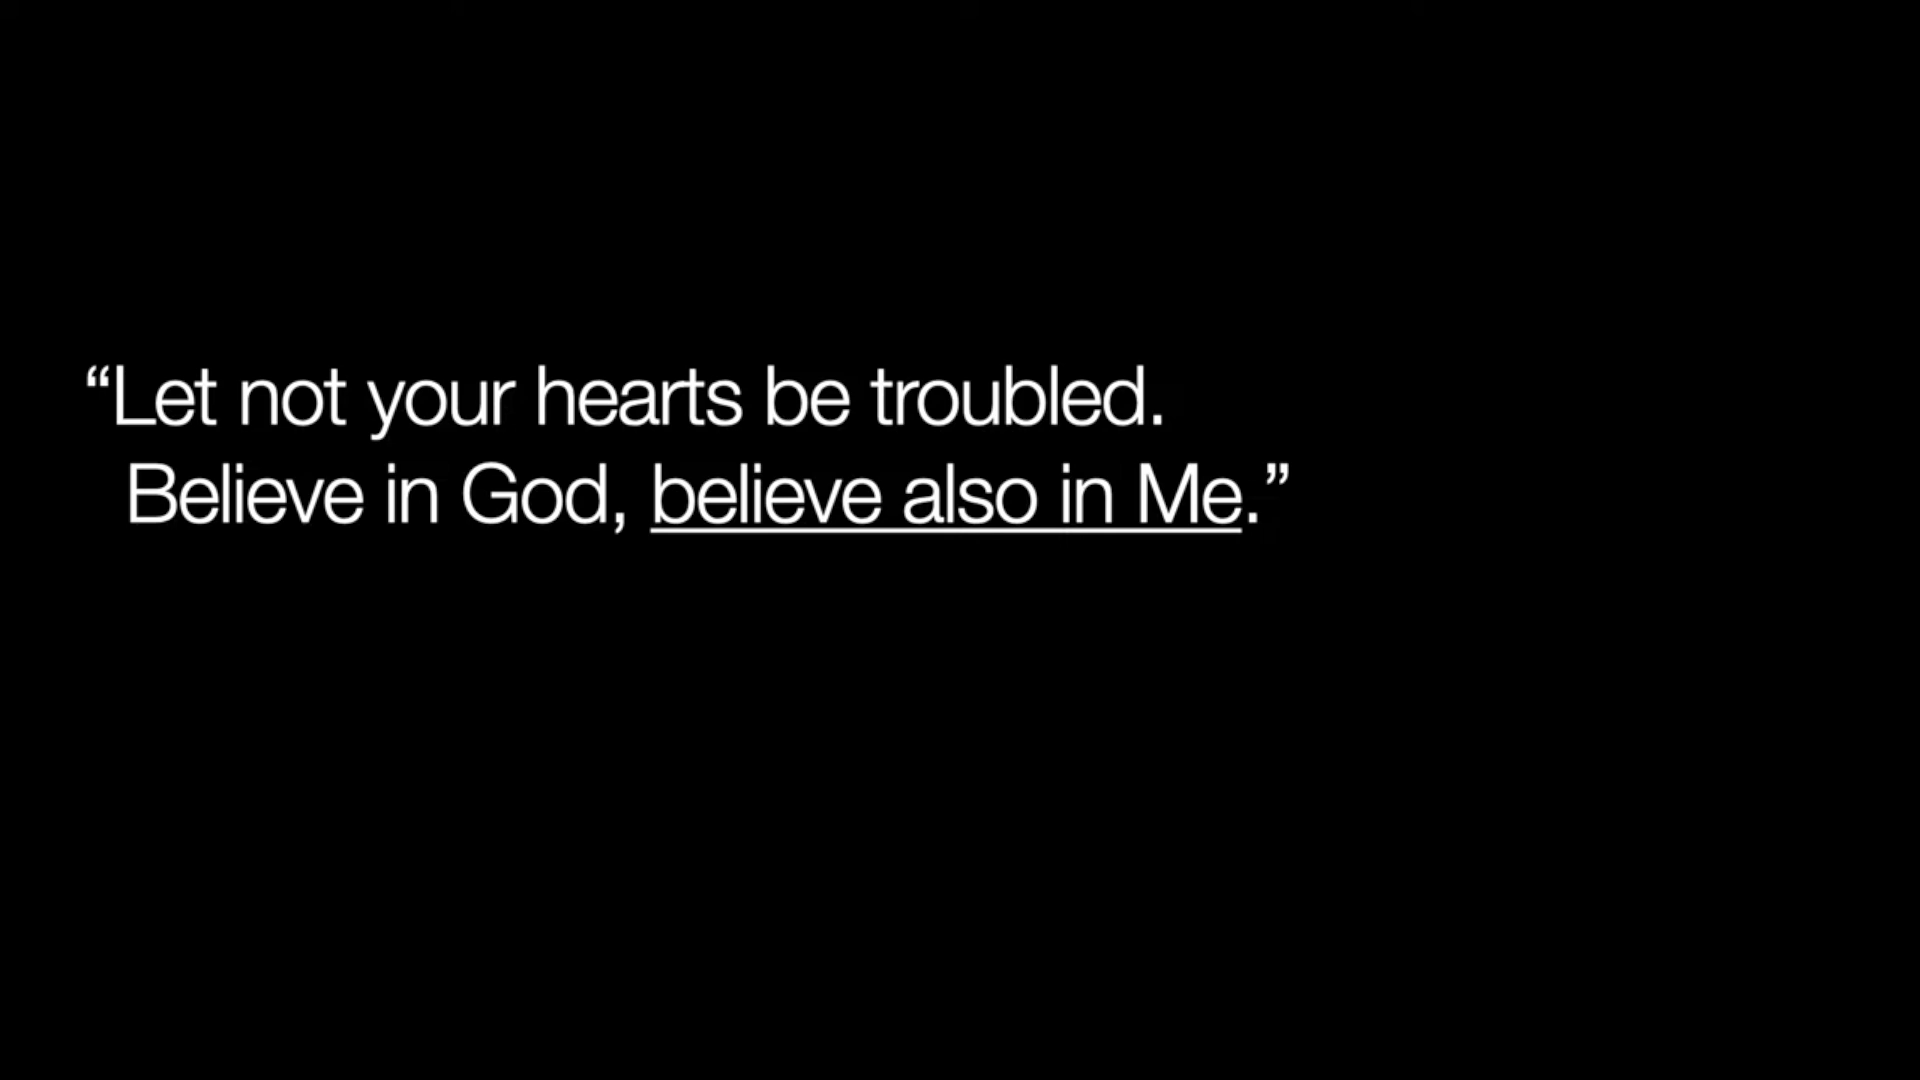 “Let not your hearts be troubled.
Believe in God, believe also in Me.”